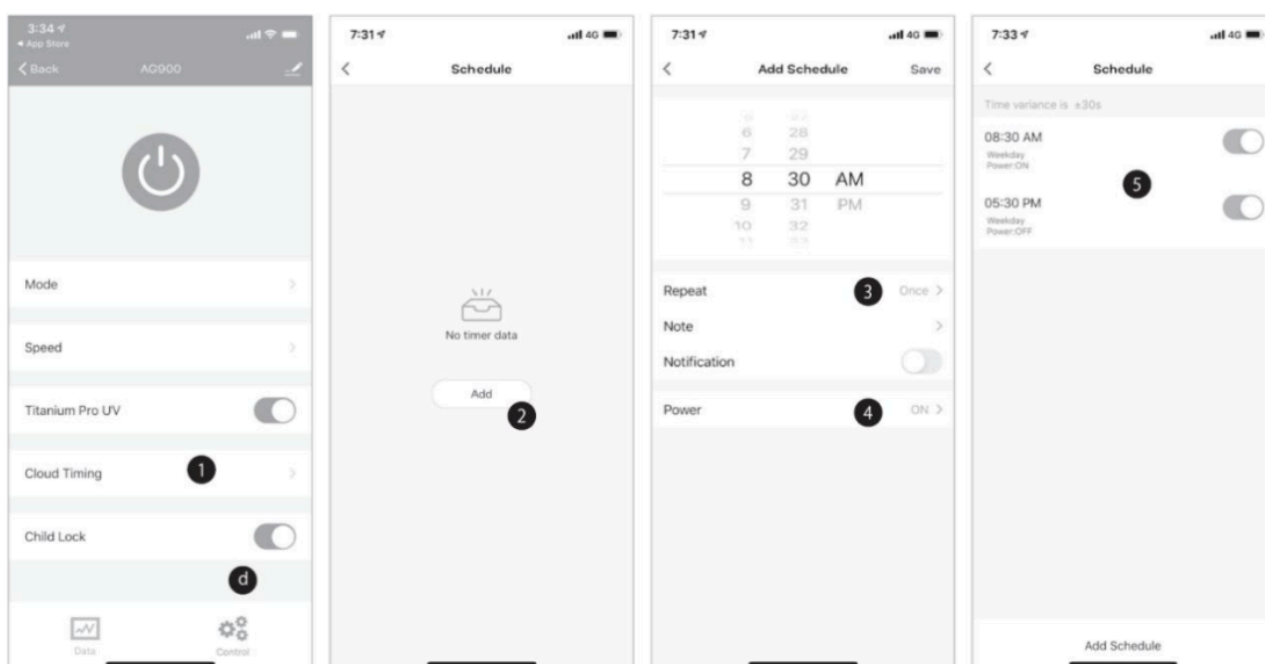 3:34
App Store
Back
AG900
Mode
Speed
Titanium Pro UV
Cloud Timing
1
Child Lock
d
Data
Control
7:31
4G
Schedule
No timer data
Add
2
7:31
4G
Add Schedule
Save
6 28
7 29
8 30 AM
9 31 PM
10 32
Repeat
3
Once
Note
Notification
Power
4
ON
7:33
4G
Schedule
Time variance is ±30s
08:30 AM
Weekday
Power:ON
5
05:30 PM
Weekday
Power:OFF
Add Schedule